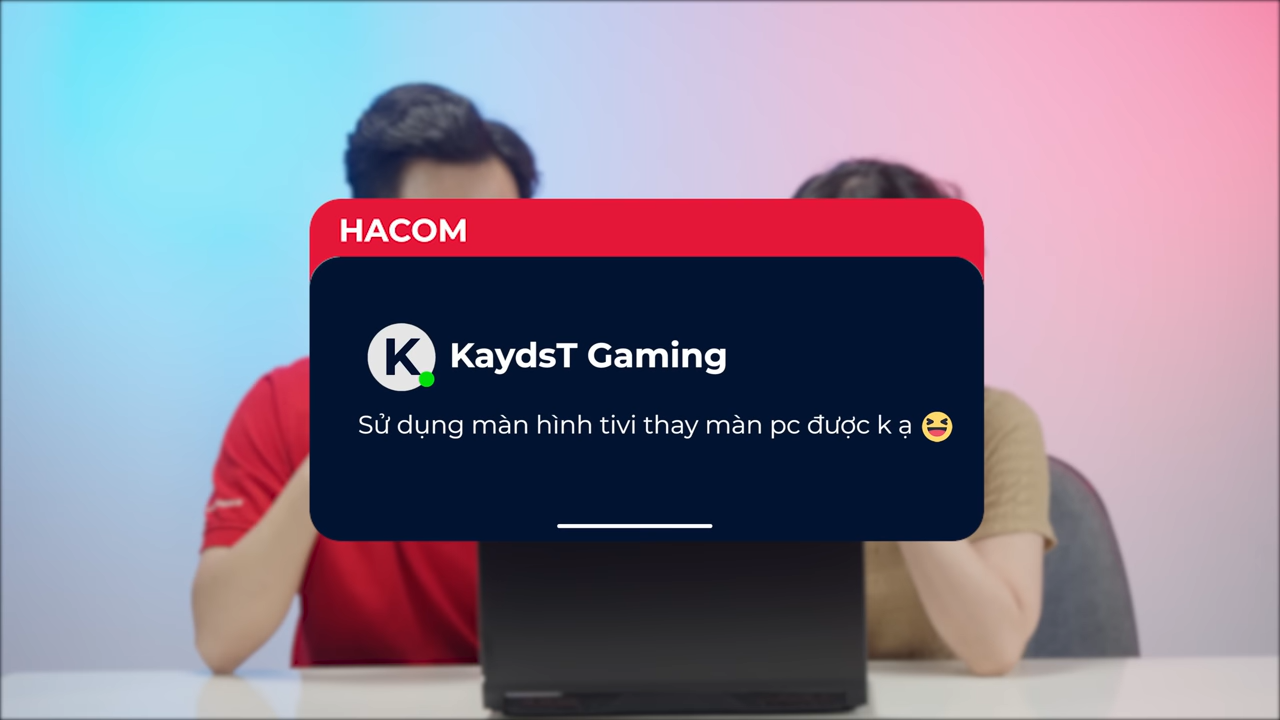 HACOM
K
KaydsT Gaming
Sử dụng màn hình tivi thay màn pc được k ạ 😆